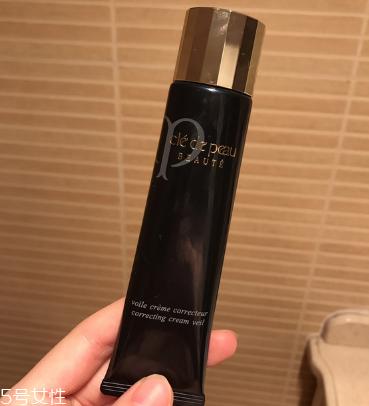 clé de peau
BEAUTÉ
voile crème correcteur
correcting cream veil
5号女性